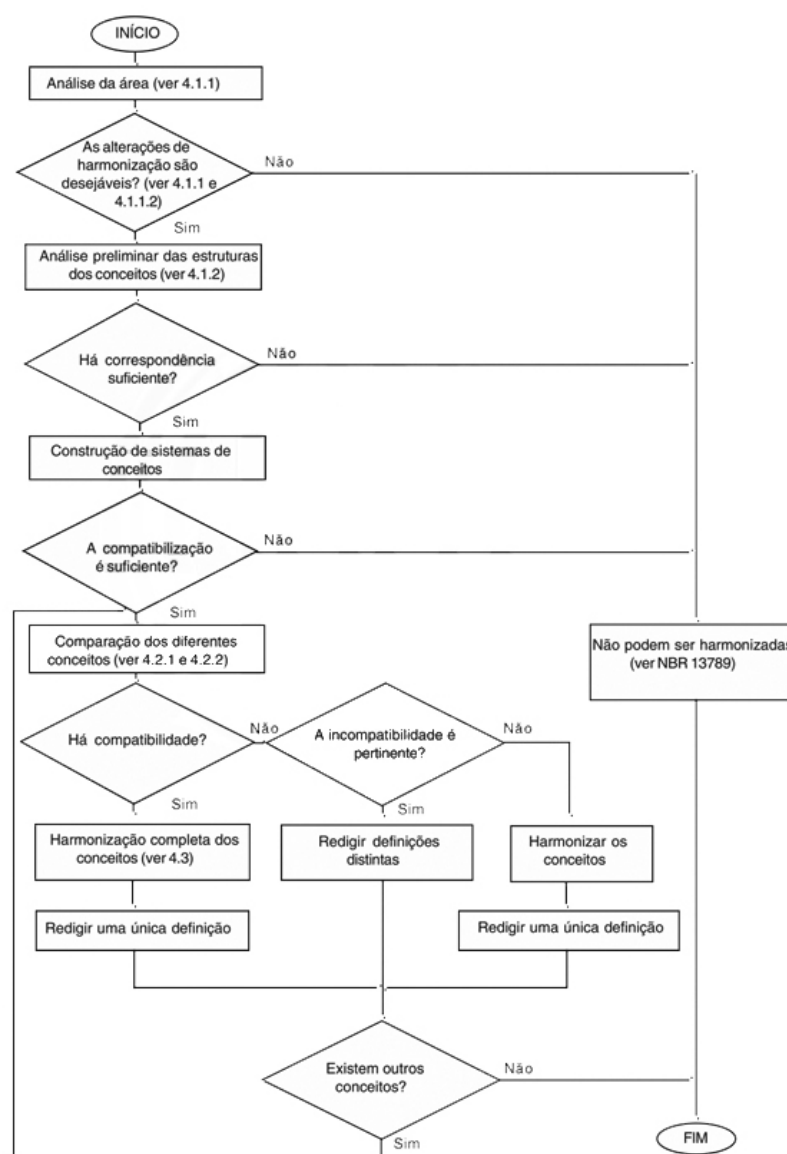 INÍCIO
Análise da área (ver 4.1.1)
As alterações de
harmonização são
desejáveis? (ver 4.1.1 e
4.1.1.2)
Não
Sim
Análise preliminar das estruturas
dos conceitos (ver 4.1.2)
Há correspondência
suficiente?
Não
Sim
Construção de sistemas de
conceitos
A compatibilização
é suficiente?
Não
Sim
Comparação dos diferentes
conceitos (ver 4.2.1 e 4.2.2)
Não podem ser harmonizadas
(ver NBR 13789)
Há compatibilidade?
Não
A incompatibilidade é
pertinente?
Não
Sim
Sim
Harmonização completa dos
conceitos (ver 4.3)
Redigir definições
distintas
Harmonizar os
conceitos
Redigir uma única definição
Redigir uma única definição
Existem outros
conceitos?
Não
Sim
FIM